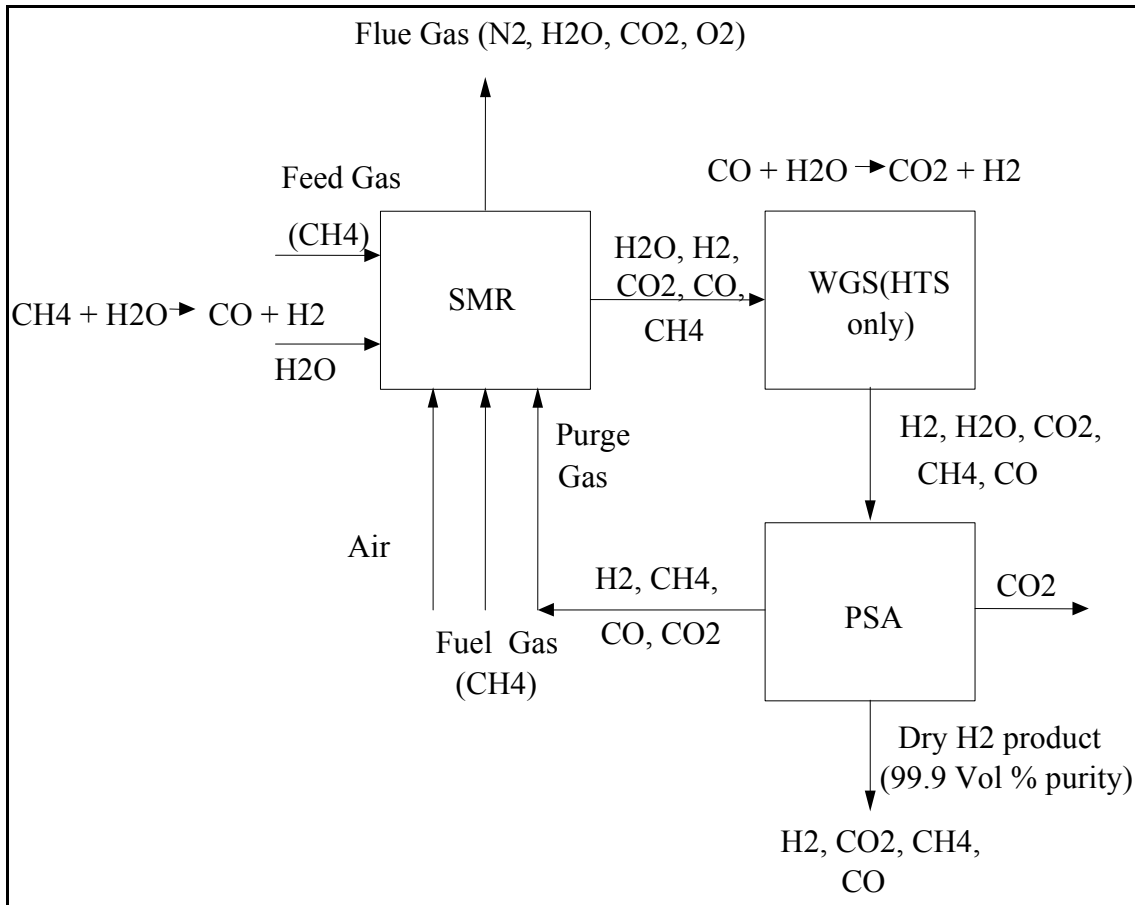 Flue Gas (N2, H2O, CO2, O2)
CO + H2O → CO2 + H2
Feed Gas
(CH4)
CH4 + H2O → CO + H2
H2O
SMR
H2O, H2,
CO2, CO,
CH4
WGS(HTS
only)
H2, H2O, CO2,
CH4, CO
Purge
Gas
Air
Fuel Gas
(CH4)
H2, CH4,
CO, CO2
PSA
CO2
Dry H2 product
(99.9 Vol % purity)
H2, CO2, CH4,
CO